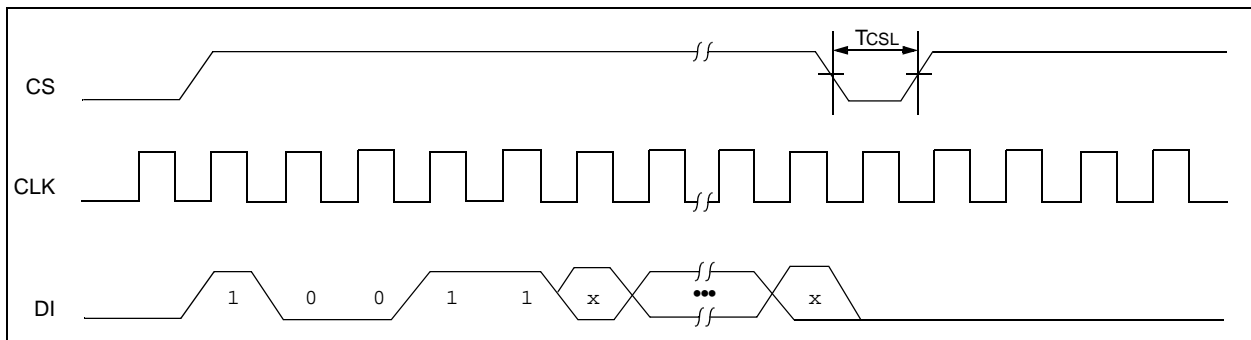 TCSL
CS
CLK
DI 1 0 0 1 1 x ••• x